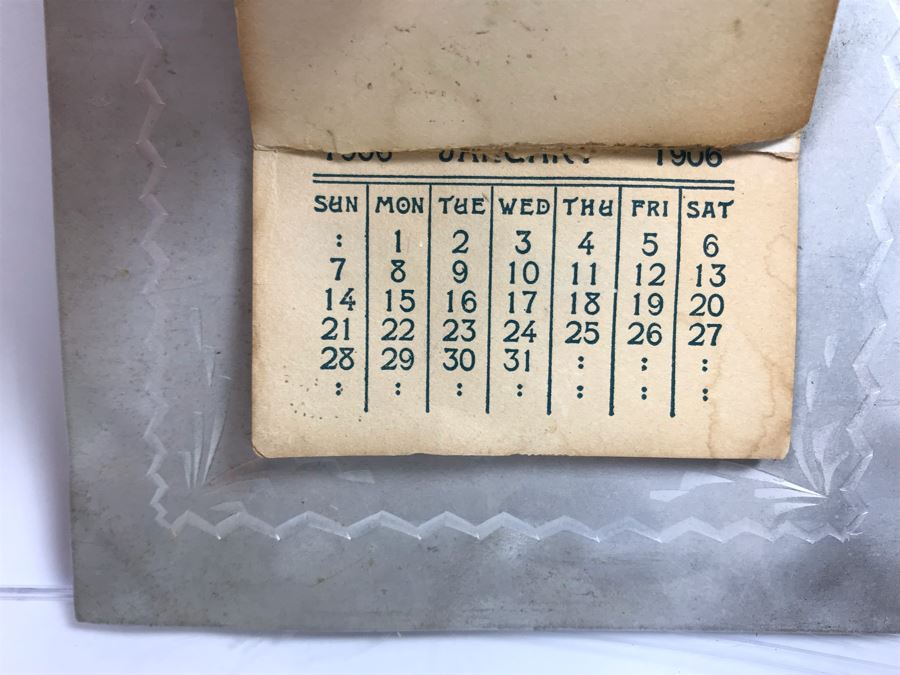 1906 JANUARY 1906
SUN MON TUE WED THU FRI SAT
: 1 2 3 4 5 6
7 8 9 10 11 12 13
14 15 16 17 18 19 20
21 22 23 24 25 26 27
28 29 30 31 : : :
: : : : : : :